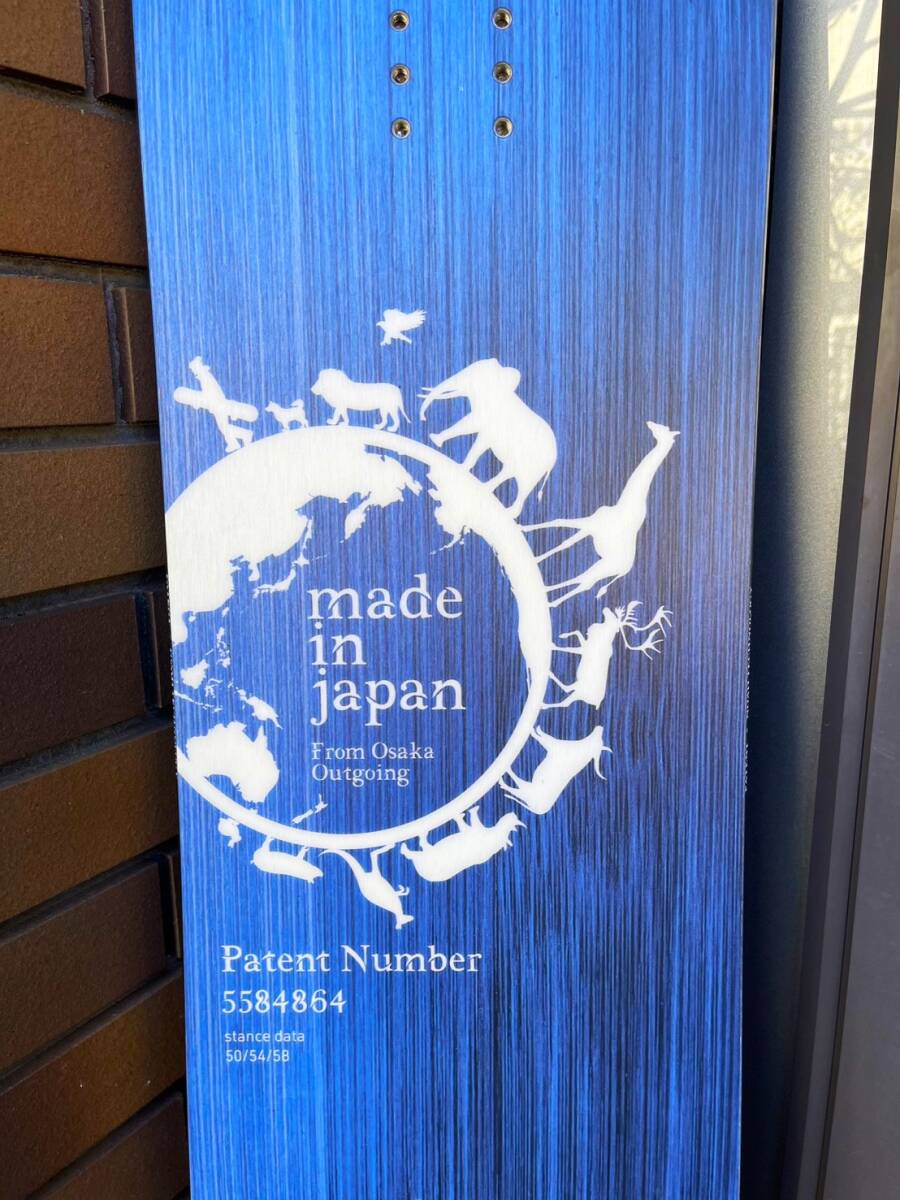 made
in
japan
From Osaka
Outgoing
Patent Number
5584864
stance data
50/54/58